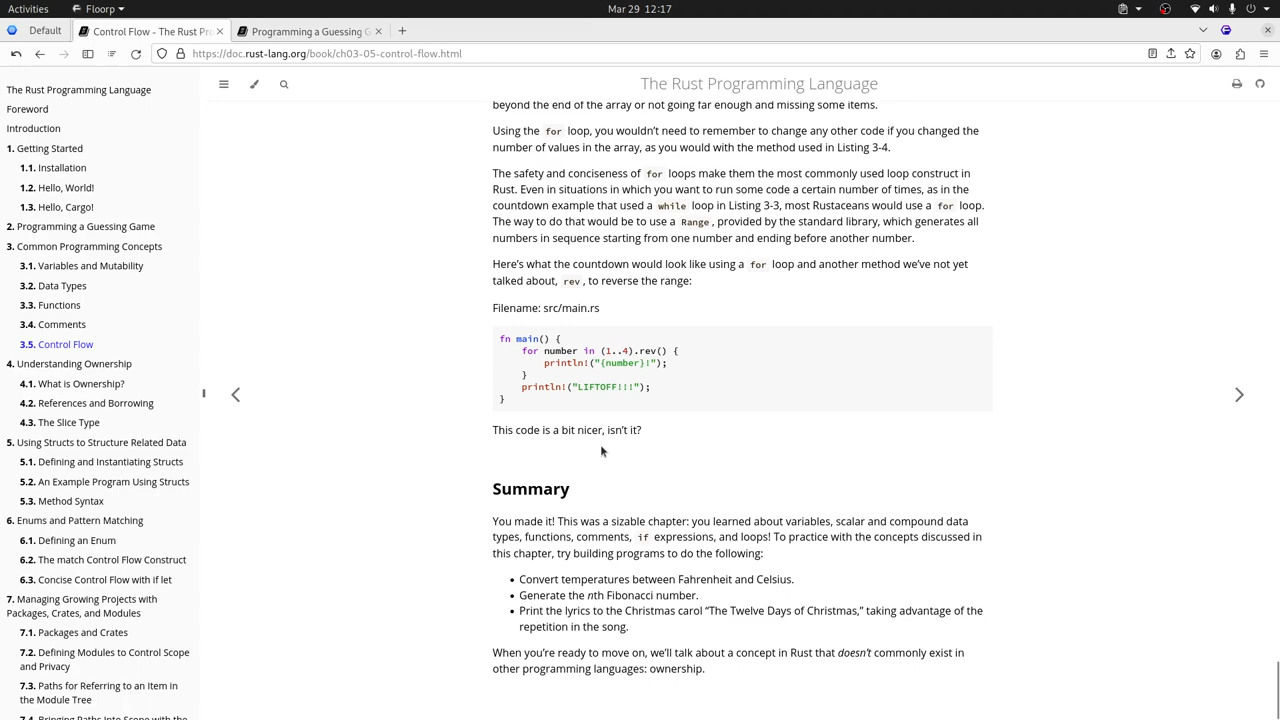 Activities
Floorp
Mar 29 12:17
Default
Control Flow - The Rust Pr
Programming a Guessing G
https://doc.rust-lang.org/book/ch03-05-control-flow.html
The Rust Programming Language
Foreword
Introduction
1. Getting Started
1.1. Installation
1.2. Hello, World!
1.3. Hello, Cargo!
2. Programming a Guessing Game
3. Common Programming Concepts
3.1. Variables and Mutability
3.2. Data Types
3.3. Functions
3.4. Comments
3.5. Control Flow
4. Understanding Ownership
4.1. What is Ownership?
4.2. References and Borrowing
4.3. The Slice Type
5. Using Structs to Structure Related Data
5.1. Defining and Instantiating Structs
5.2. An Example Program Using Structs
5.3. Method Syntax
6. Enums and Pattern Matching
6.1. Defining an Enum
6.2. The match Control Flow Construct
6.3. Concise Control Flow with if let
7. Managing Growing Projects with
Packages, Crates, and Modules
7.1. Packages and Crates
7.2. Defining Modules to Control Scope
and Privacy
7.3. Paths for Referring to an Item in
the Module Tree
7.4. Bringing Paths Into Scope with the
The Rust Programming Language
beyond the end of the array or not going far enough and missing some items.
Using the for loop, you wouldn’t need to remember to change any other code if you changed the
number of values in the array, as you would with the method used in Listing 3-4.
The safety and conciseness of for loops make them the most commonly used loop construct in
Rust. Even in situations in which you want to run some code a certain number of times, as in the
countdown example that used a while loop in Listing 3-3, most Rustaceans would use a for loop.
The way to do that would be to use a Range, provided by the standard library, which generates all
numbers in sequence starting from one number and ending before another number.
Here’s what the countdown would look like using a for loop and another method we’ve not yet
talked about, rev, to reverse the range:
Filename: src/main.rs
fn main() {
    for number in (1..4).rev() {
        println!("{number}!");
    }
    println!("LIFTOFF!!!");
}
This code is a bit nicer, isn’t it?
Summary
You made it! This was a sizable chapter: you learned about variables, scalar and compound data
types, functions, comments, if expressions, and loops! To practice with the concepts discussed in
this chapter, try building programs to do the following:
• Convert temperatures between Fahrenheit and Celsius.
• Generate the nth Fibonacci number.
• Print the lyrics to the Christmas carol “The Twelve Days of Christmas,” taking advantage of the
repetition in the song.
When you’re ready to move on, we’ll talk about a concept in Rust that doesn’t commonly exist in
other programming languages: ownership.